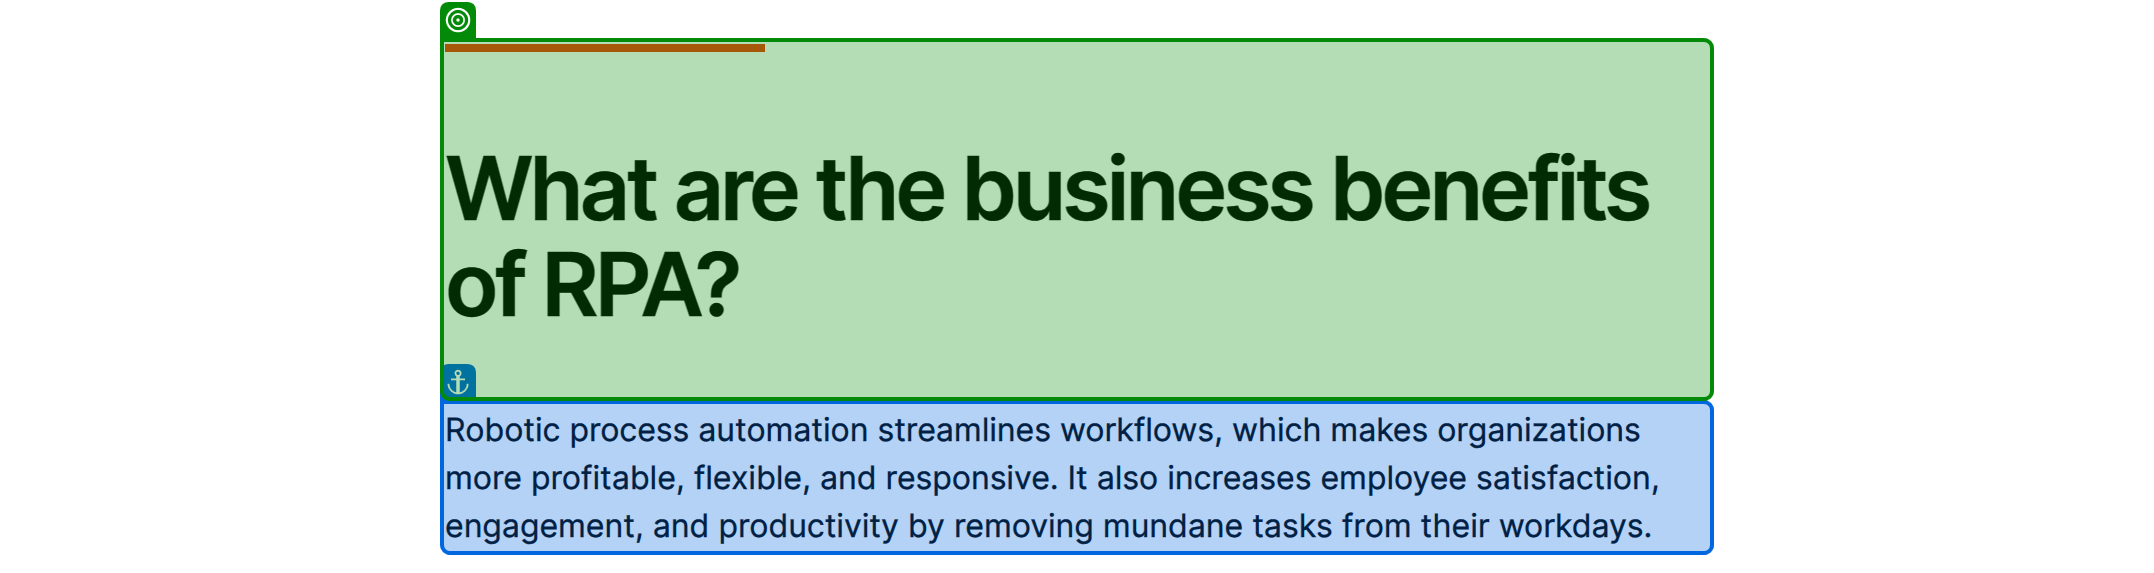 What are the business benefits
of RPA?
Robotic process automation streamlines workflows, which makes organizations
more profitable, flexible, and responsive. It also increases employee satisfaction,
engagement, and productivity by removing mundane tasks from their workdays.